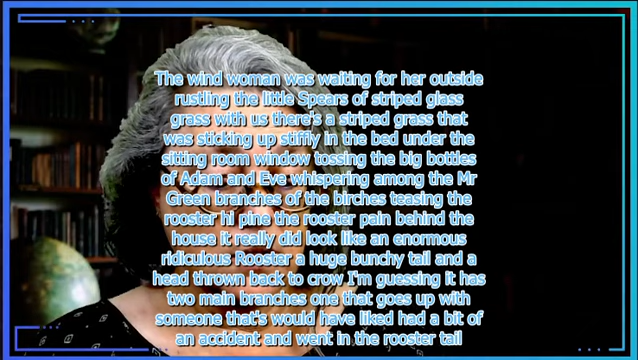 The wind woman was waiting for her outside
rustling the little Spears of striped glass
grass with us there's a striped grass that
was sticking up stiffly in the bed under the
sitting room window tossing the big bottles
of Adam and Eve whispering among the Mr
Green branches of the birches teasing the
rooster hi pine the rooster pain behind the
house it really did look like an enormous
ridiculous Rooster a huge bunchy tail and a
head thrown back to crow I'm guessing it has
two main branches one that goes up with
someone that's would have liked had a bit of
an accident and went in the rooster tail